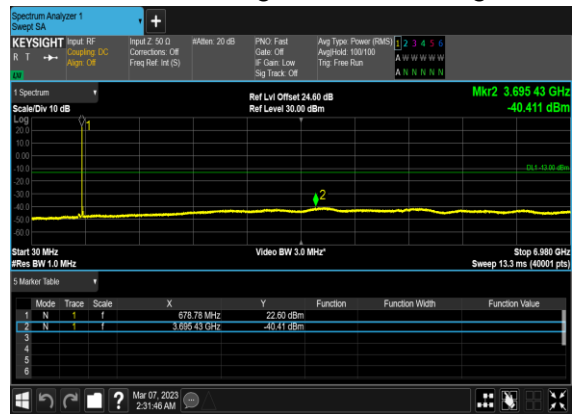 Spectrum Analyzer 1
Swept SA
+
KEYSIGHT Input: RF Input Z: 50 Ω #Atten: 20 dB PNO: Fast Avg Type: Power (RMS) 1 2 3 4 5 6
R T Coupling: DC Corrections: Off Gate: Off Avg|Hold: 100/100 A W W W W W
Align: Off Freq Ref: Int (S) IF Gain: Low Trig: Free Run
LW Sig Track: Off A N N N N N
1 Spectrum Ref Lvl Offset 24.60 dB Mkr2 3.695 43 GHz
Scale/Div 10 dB Ref Level 30.00 dBm -40.411 dBm
Log
20.0
10.0
0.00
-10.0
-20.0
-30.0
-40.0
-50.0
-60.0
1
DL1 -13.00 dBm
2
Start 30 MHz Video BW 3.0 MHz* Stop 6.980 GHz
#Res BW 1.0 MHz Sweep 13.3 ms (40001 pts)
5 Marker Table
Mode Trace Scale X Y Function Function Width Function Value
1 N 1 f 678.78 MHz 22.60 dBm
2 N 1 f 3.695 43 GHz -40.41 dBm
3
4
5
6
? Mar 07, 2023
2:31:46 AM